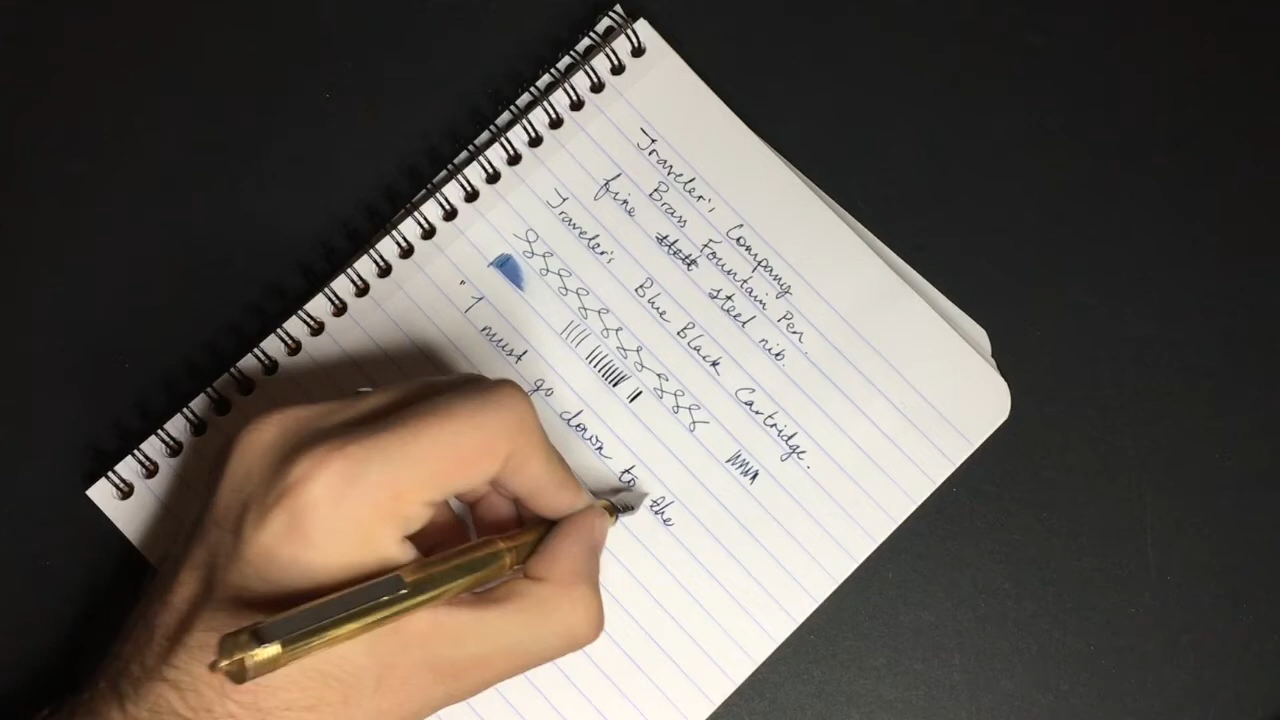 Traveler's Company
Brass Fountain Pen.
fine steel nib.
Traveler's Blue Black Cartridge.
"I must go down to the